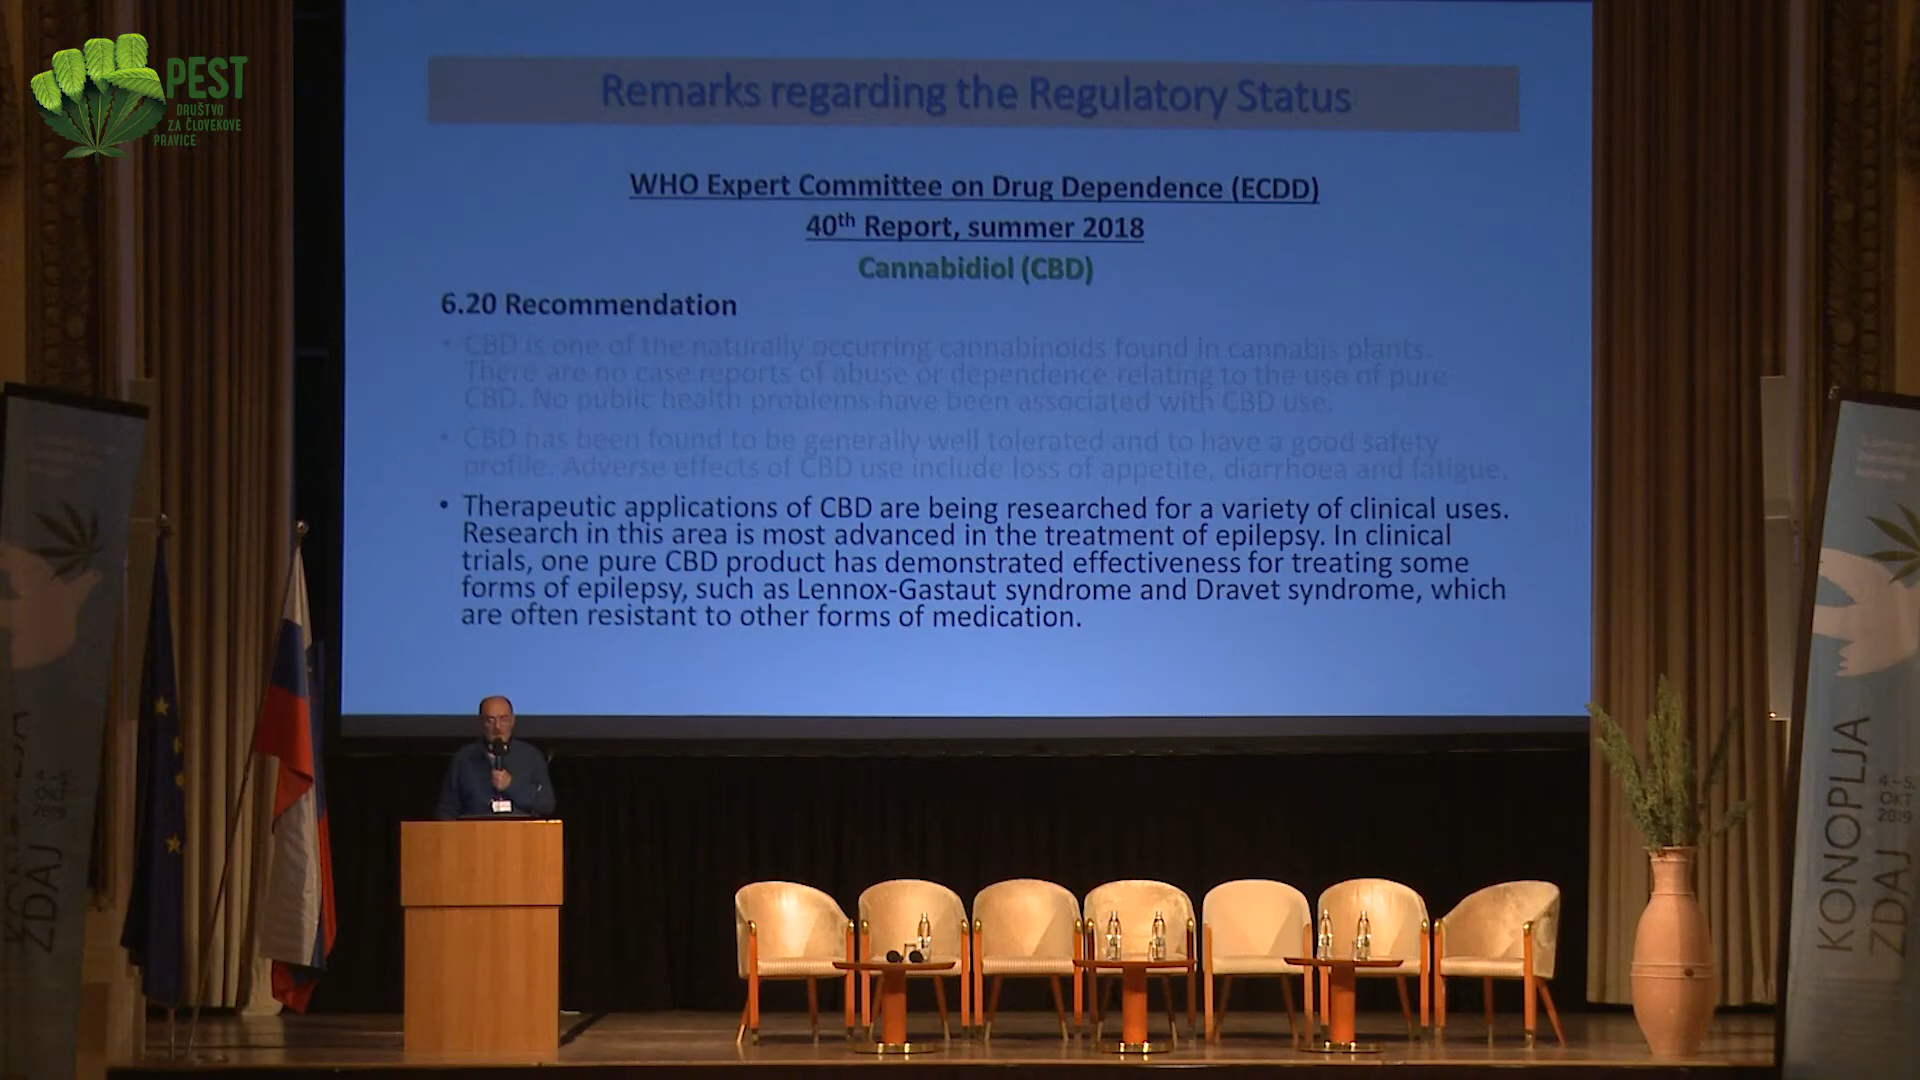 PEST
DRUŠTVO
ZA ČLOVEKOVE
PRAVICE
Remarks regarding the Regulatory Status
WHO Expert Committee on Drug Dependence (ECDD)
40th Report, summer 2018
Cannabidiol (CBD)
6.20 Recommendation
• CBD is one of the naturally occurring cannabinoids found in cannabis plants.
There are no case reports of abuse or dependence relating to the use of pure
CBD. No public health problems have been associated with CBD use.
• CBD has been found to be generally well tolerated and to have a good safety
profile. Adverse effects of CBD use include loss of appetite, diarrhoea and fatigue.
• Therapeutic applications of CBD are being researched for a variety of clinical uses.
Research in this area is most advanced in the treatment of epilepsy. In clinical
trials, one pure CBD product has demonstrated effectiveness for treating some
forms of epilepsy, such as Lennox-Gastaut syndrome and Dravet syndrome, which
are often resistant to other forms of medication.
ZDAJ
OKT
2019
KONOPLJA
ZDAJ
4.-5.
OKT
2019